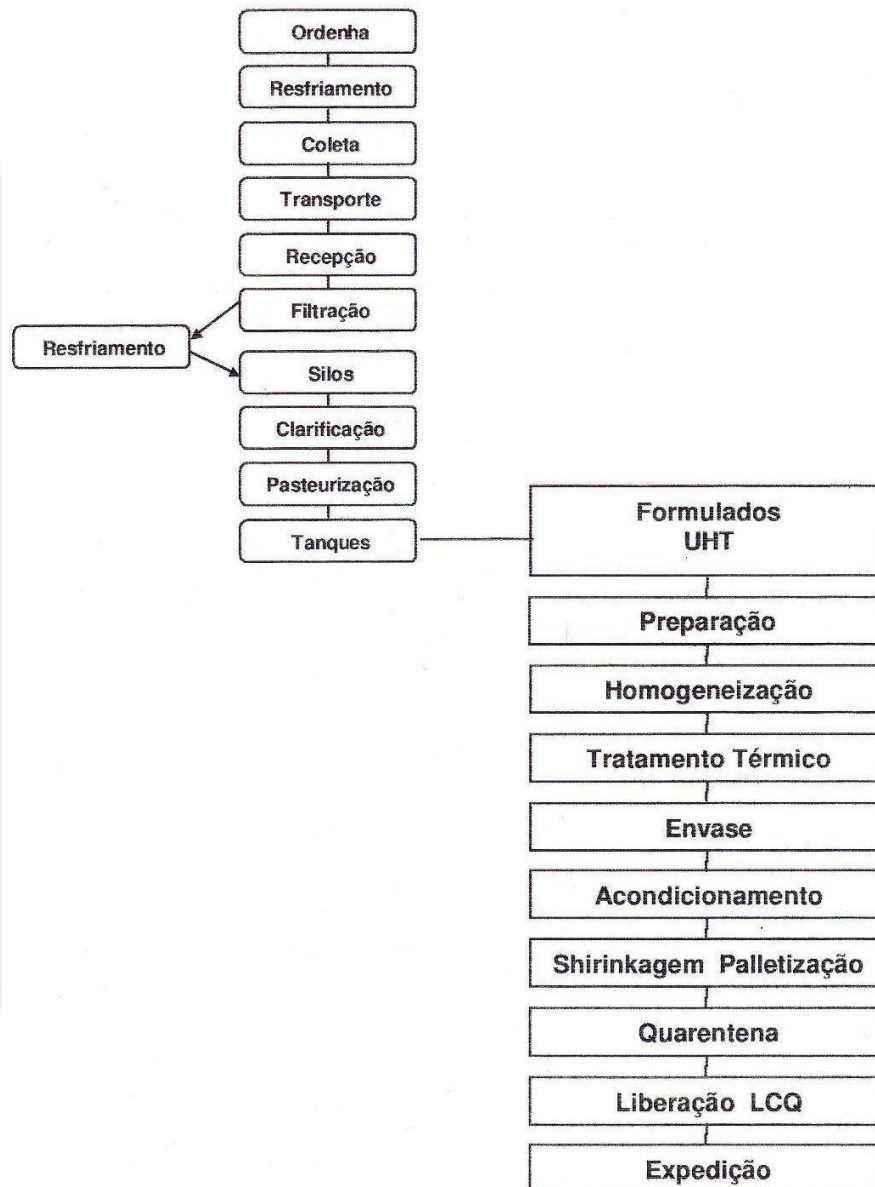 Ordenha
Resfriamento
Coleta
Transporte
Recepção
Filtração
Resfriamento
Silos
Clarificação
Pasteurização
Tanques
Formulados
UHT
Preparação
Homogeneização
Tratamento Térmico
Envase
Acondicionamento
Shirinkagem Palletização
Quarentena
Liberação LCQ
Expedição